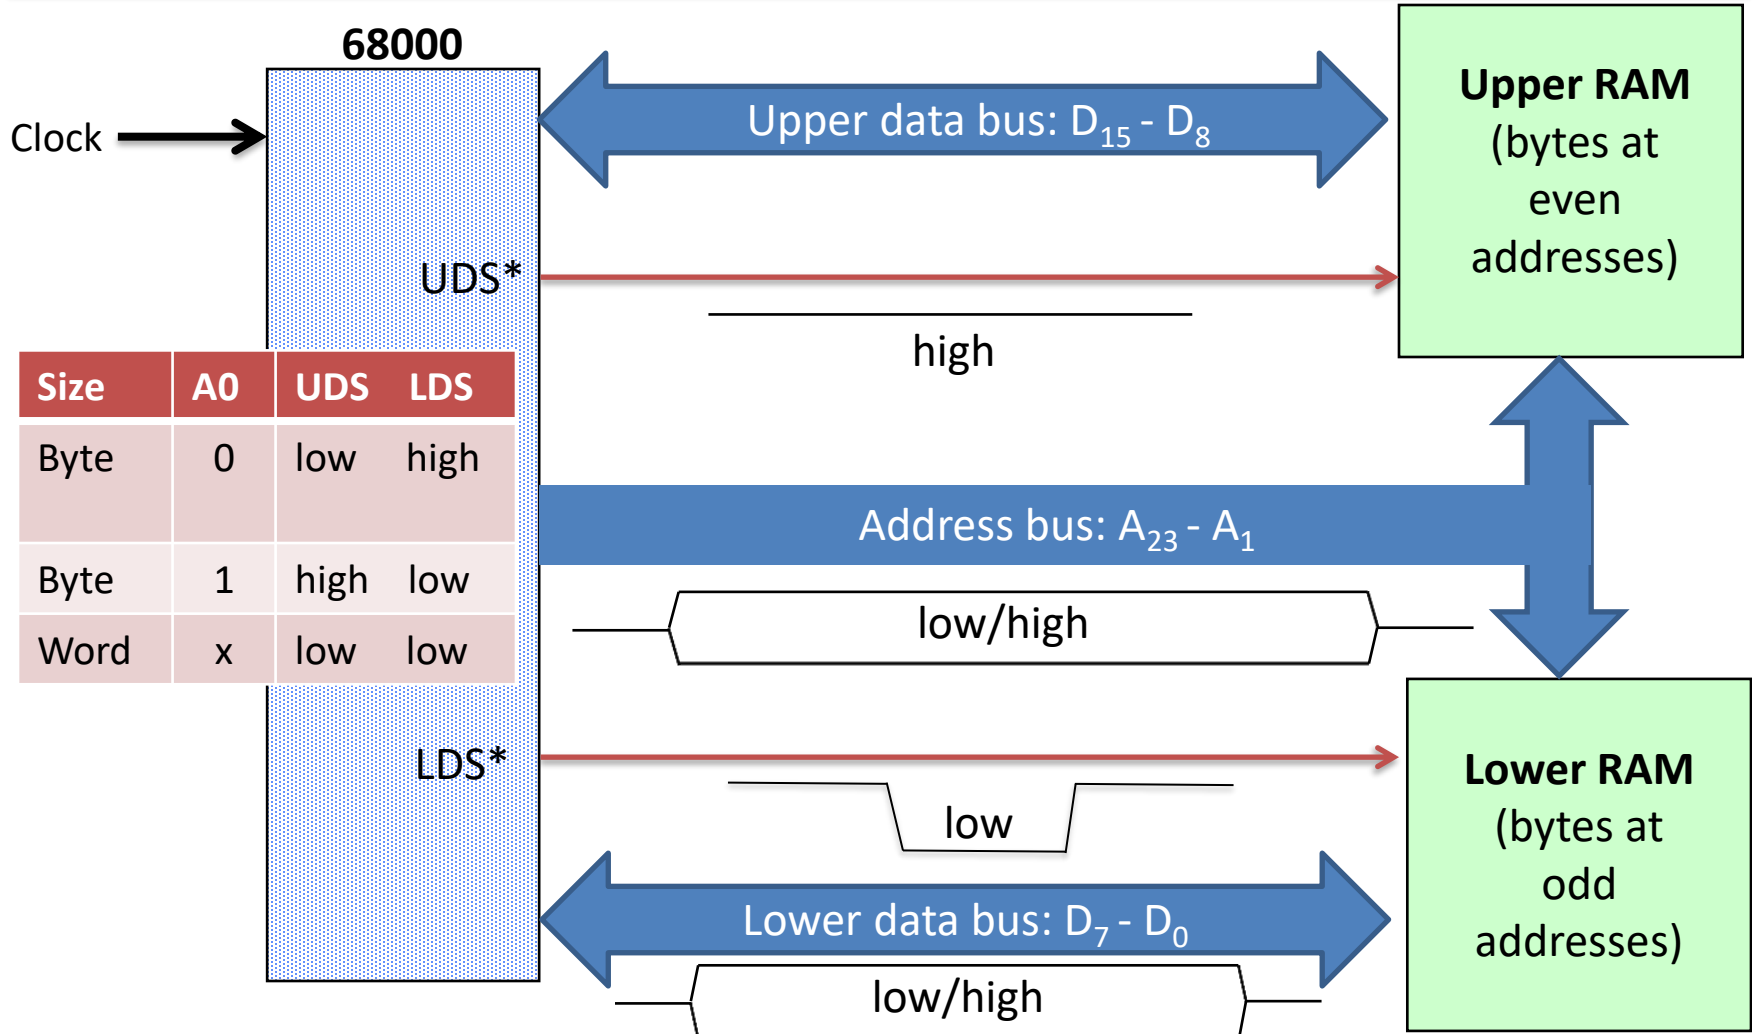 68000
Clock
Upper data bus: D₁₅ - D₈
Upper RAM
(bytes at
even
addresses)
UDS*
high
Size A0 UDS LDS
Byte 0 low high
Byte 1 high low
Word x low low
Address bus: A₂₃ - A₁
low/high
LDS*
low
Lower RAM
(bytes at
odd
addresses)
Lower data bus: D₇ - D₀
low/high